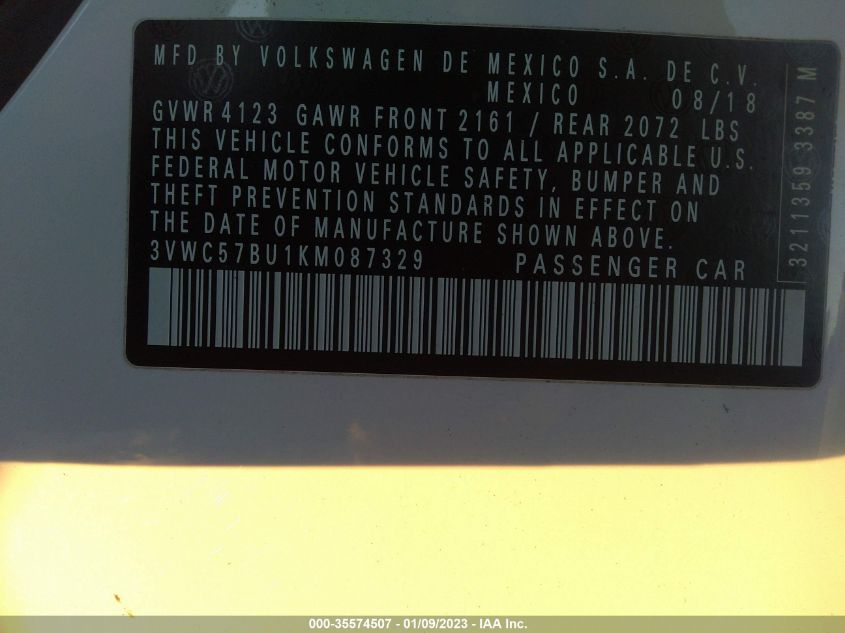 MFD BY VOLKSWAGEN DE MEXICO S.A. DE C.V.
MEXICO 08/18
GVWR 4123 GAWR FRONT 2161 / REAR 2072 LBS
THIS VEHICLE CONFORMS TO ALL APPLICABLE U.S.
FEDERAL MOTOR VEHICLE SAFETY, BUMPER AND
THEFT PREVENTION STANDARDS IN EFFECT ON
THE DATE OF MANUFACTURE SHOWN ABOVE.
3VWC57BU1KM087329 PASSENGER CAR
32111359 3387 M
000-35574507 - 01/09/2023 - IAA Inc.